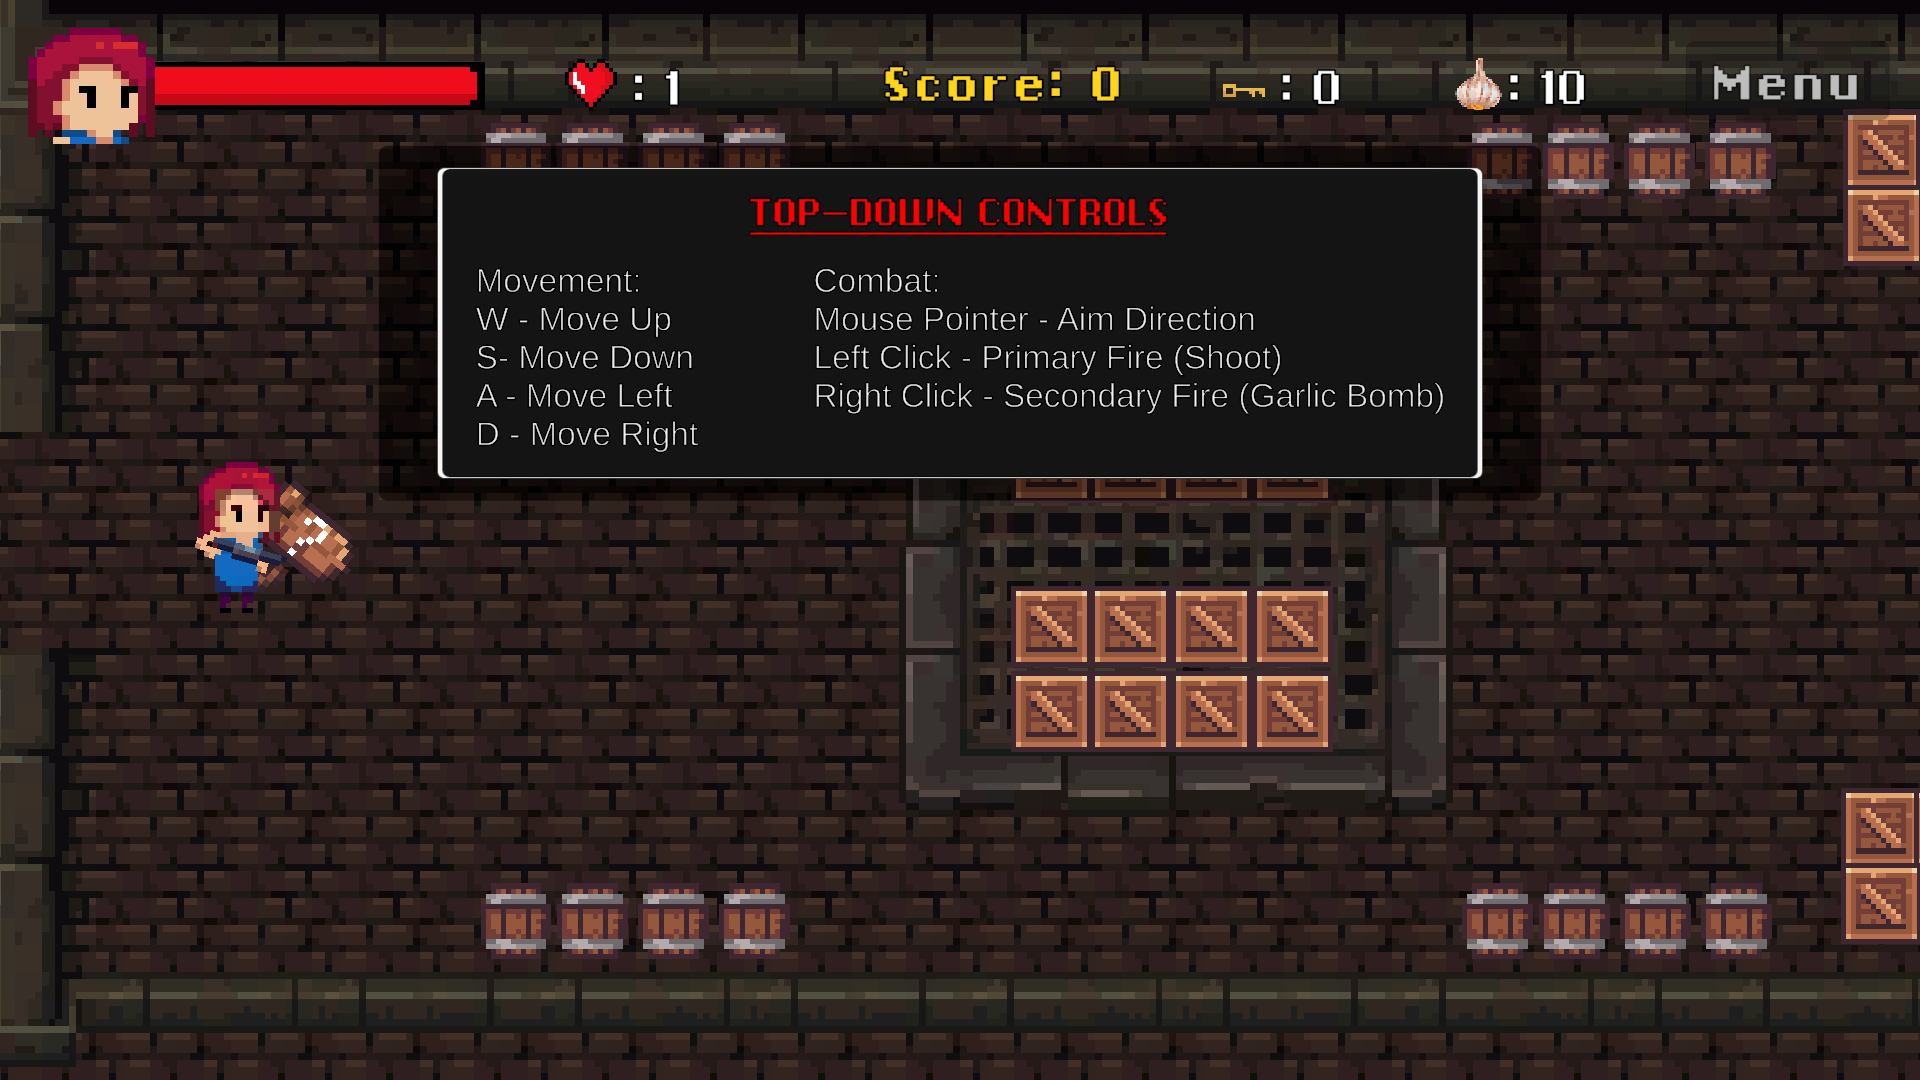 : 1
Score: 0
: 0
: 10
Menu
TOP-DOWN CONTROLS
Movement:
W - Move Up
S- Move Down
A - Move Left
D - Move Right
Combat:
Mouse Pointer - Aim Direction
Left Click - Primary Fire (Shoot)
Right Click - Secondary Fire (Garlic Bomb)